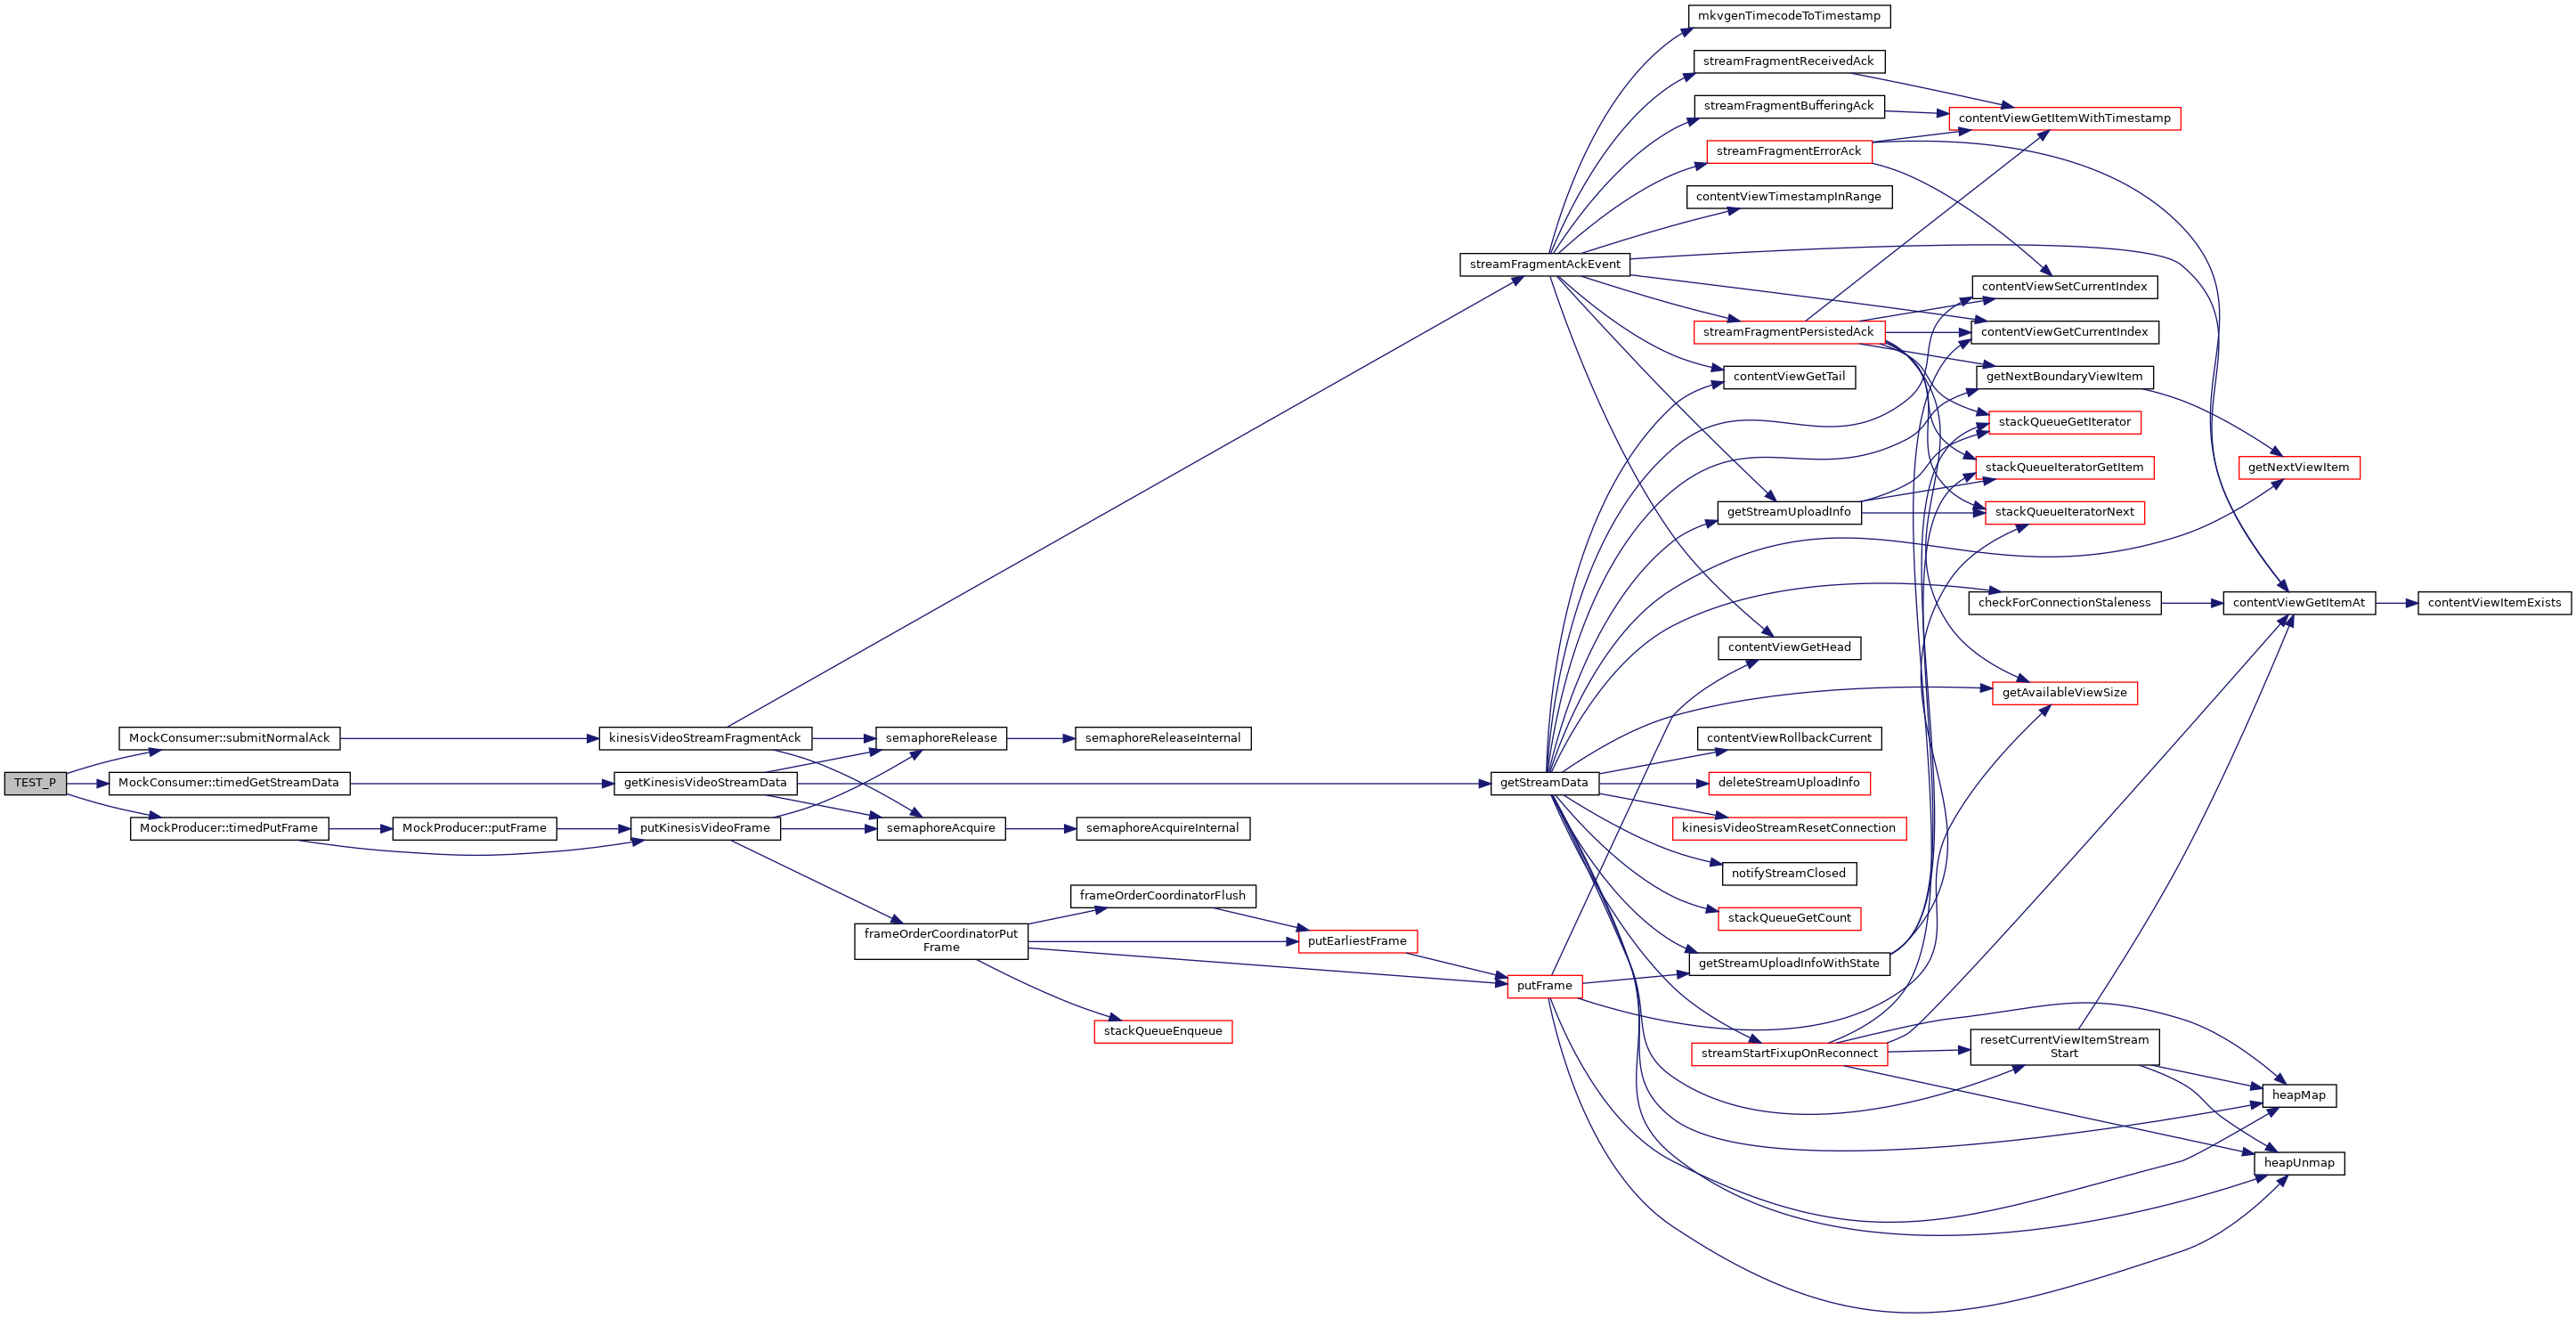 mkvgenTimecodeToTimestamp
streamFragmentReceivedAck
streamFragmentBufferingAck
contentViewGetItemWithTimestamp
streamFragmentErrorAck
contentViewTimestampInRange
streamFragmentAckEvent
contentViewSetCurrentIndex
streamFragmentPersistedAck
contentViewGetCurrentIndex
contentViewGetTail
getNextBoundaryViewItem
stackQueueGetIterator
stackQueueIteratorGetItem
getNextViewItem
getStreamUploadInfo
stackQueueIteratorNext
checkForConnectionStaleness
contentViewGetItemAt
contentViewItemExists
contentViewGetHead
getAvailableViewSize
MockConsumer::submitNormalAck
kinesisVideoStreamFragmentAck
semaphoreRelease
semaphoreReleaseInternal
contentViewRollbackCurrent
TEST_P
MockConsumer::timedGetStreamData
getKinesisVideoStreamData
getStreamData
deleteStreamUploadInfo
MockProducer::timedPutFrame
MockProducer::putFrame
putKinesisVideoFrame
semaphoreAcquire
semaphoreAcquireInternal
kinesisVideoStreamResetConnection
notifyStreamClosed
frameOrderCoordinatorFlush
stackQueueGetCount
frameOrderCoordinatorPut
Frame
putEarliestFrame
getStreamUploadInfoWithState
putFrame
stackQueueEnqueue
streamStartFixupOnReconnect
resetCurrentViewItemStream
Start
heapMap
heapUnmap